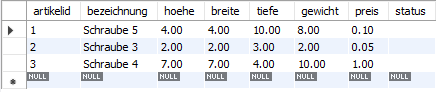 artikelid bezeichnung hoehe breite tiefe gewicht preis status
1 Schraube 5 4.00 4.00 10.00 8.00 0.10
2 Schraube 3 2.00 2.00 3.00 2.00 0.05
3 Schraube 4 7.00 7.00 4.00 10.00 1.00
NULL NULL NULL NULL NULL NULL NULL NULL